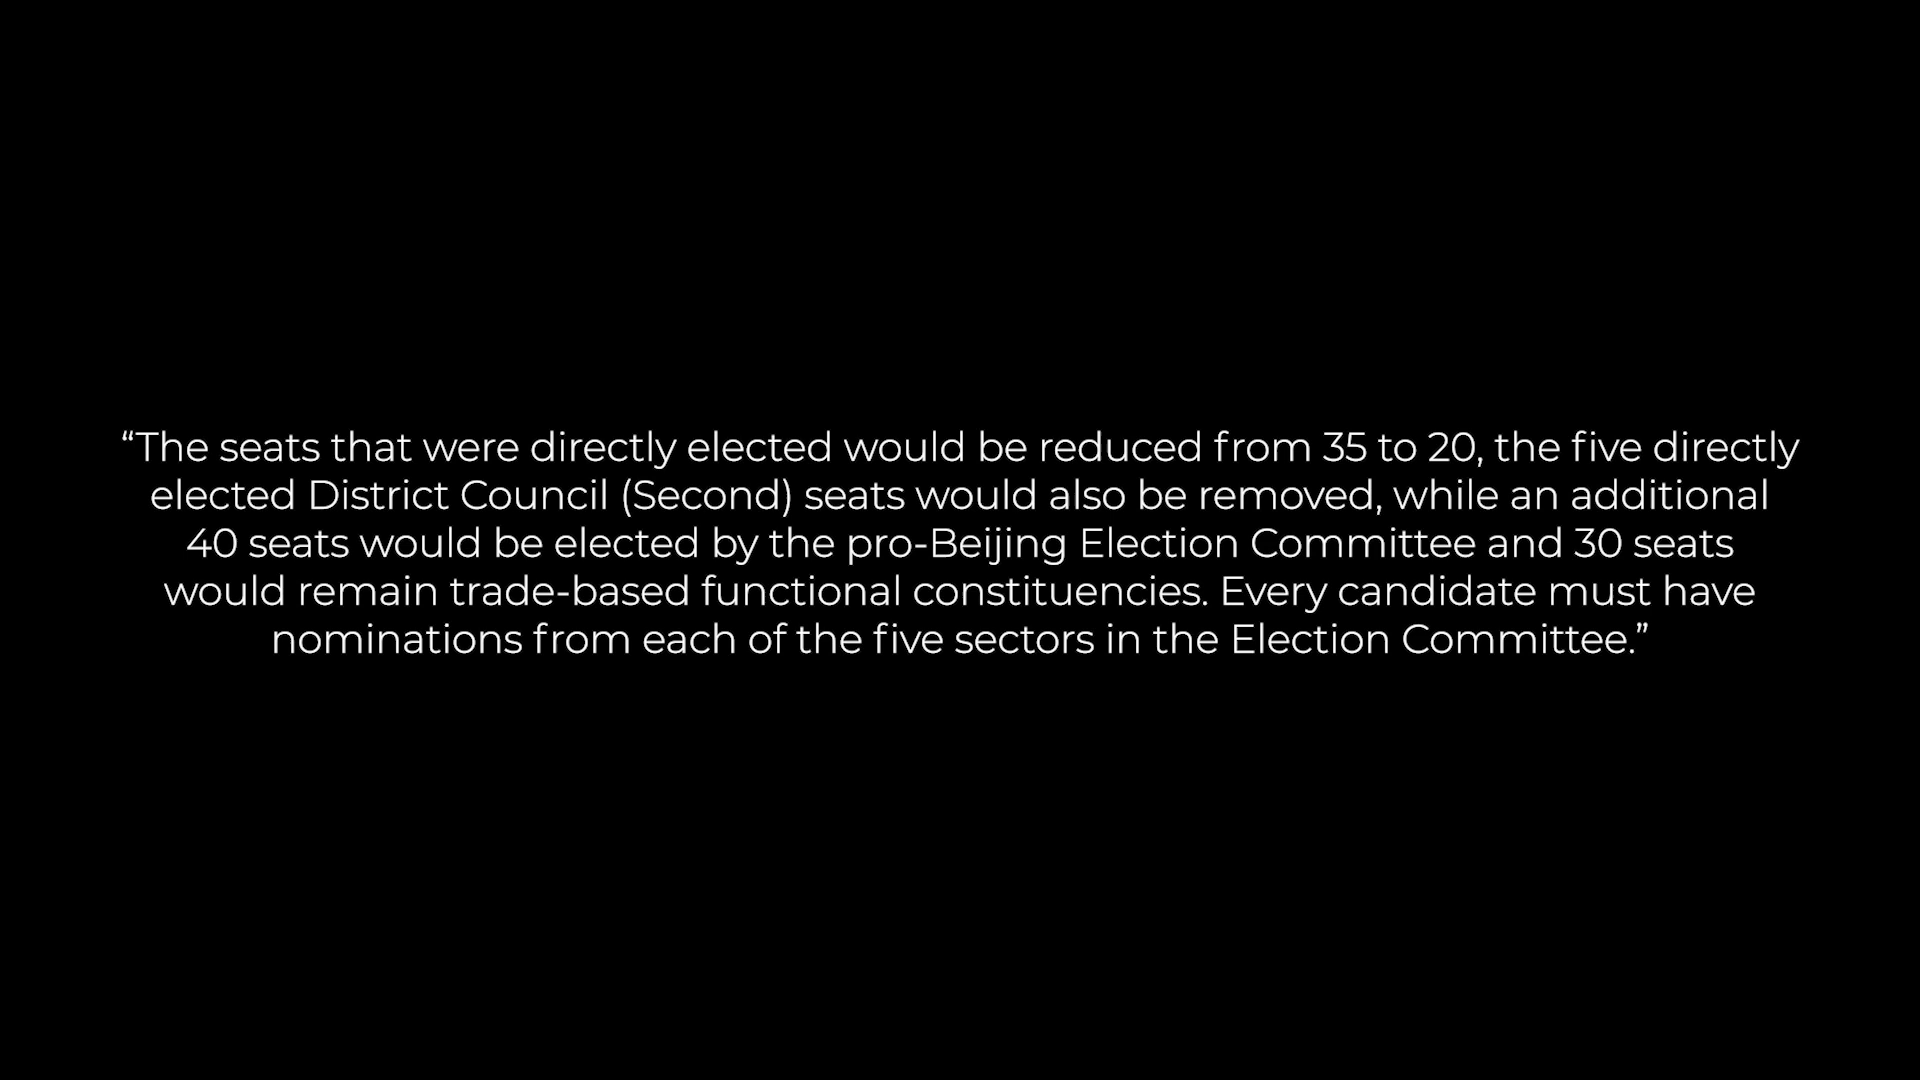 “The seats that were directly elected would be reduced from 35 to 20, the five directly
elected District Council (Second) seats would also be removed, while an additional
40 seats would be elected by the pro-Beijing Election Committee and 30 seats
would remain trade-based functional constituencies. Every candidate must have
nominations from each of the five sectors in the Election Committee.”